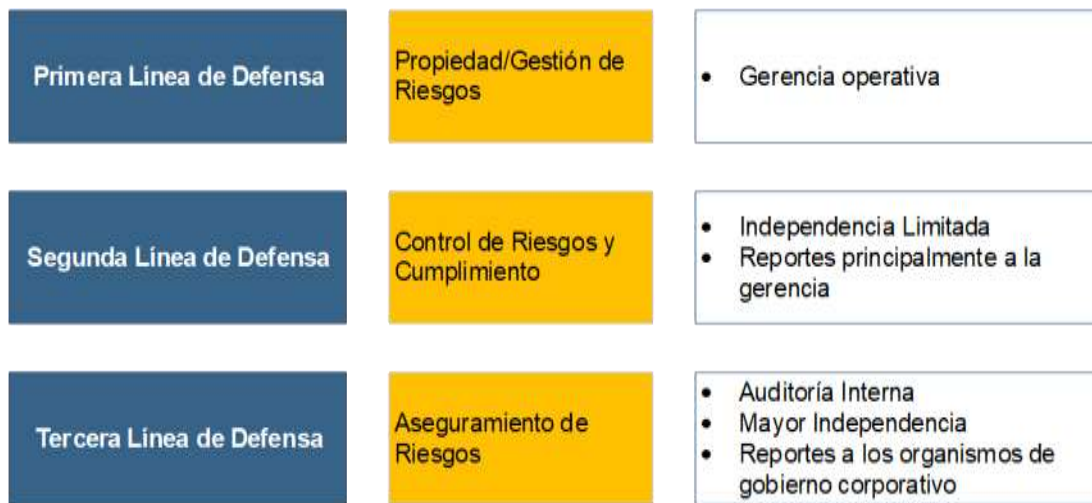 Primera Línea de Defensa
Propiedad/Gestión de
Riesgos
• Gerencia operativa
Segunda Línea de Defensa
Control de Riesgos y
Cumplimiento
• Independencia Limitada
• Reportes principalmente a la
gerencia
Tercera Línea de Defensa
Aseguramiento de
Riesgos
• Auditoría Interna
• Mayor Independencia
• Reportes a los organismos de
gobierno corporativo